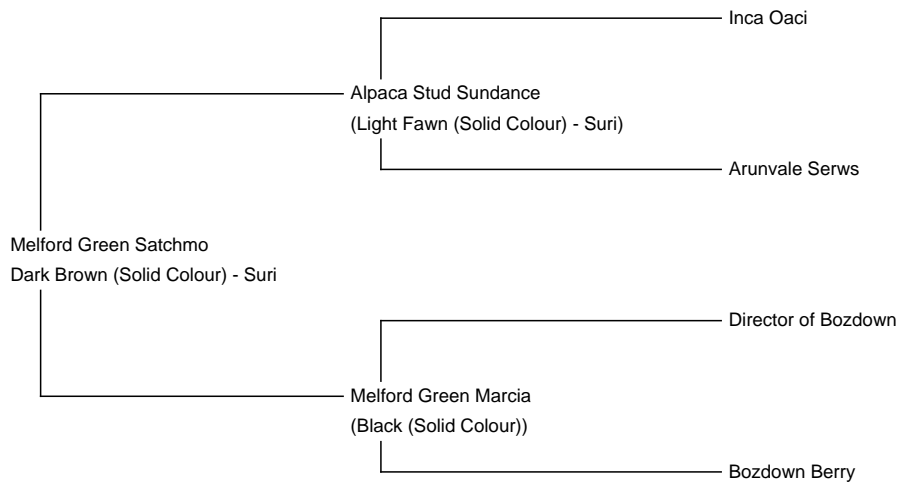 Inca Oaci
Alpaca Stud Sundance
(Light Fawn (Solid Colour) - Suri)
Arunvale Serws
Melford Green Satchmo
Dark Brown (Solid Colour) - Suri
Director of Bozdown
Melford Green Marcia
(Black (Solid Colour))
Bozdown Berry